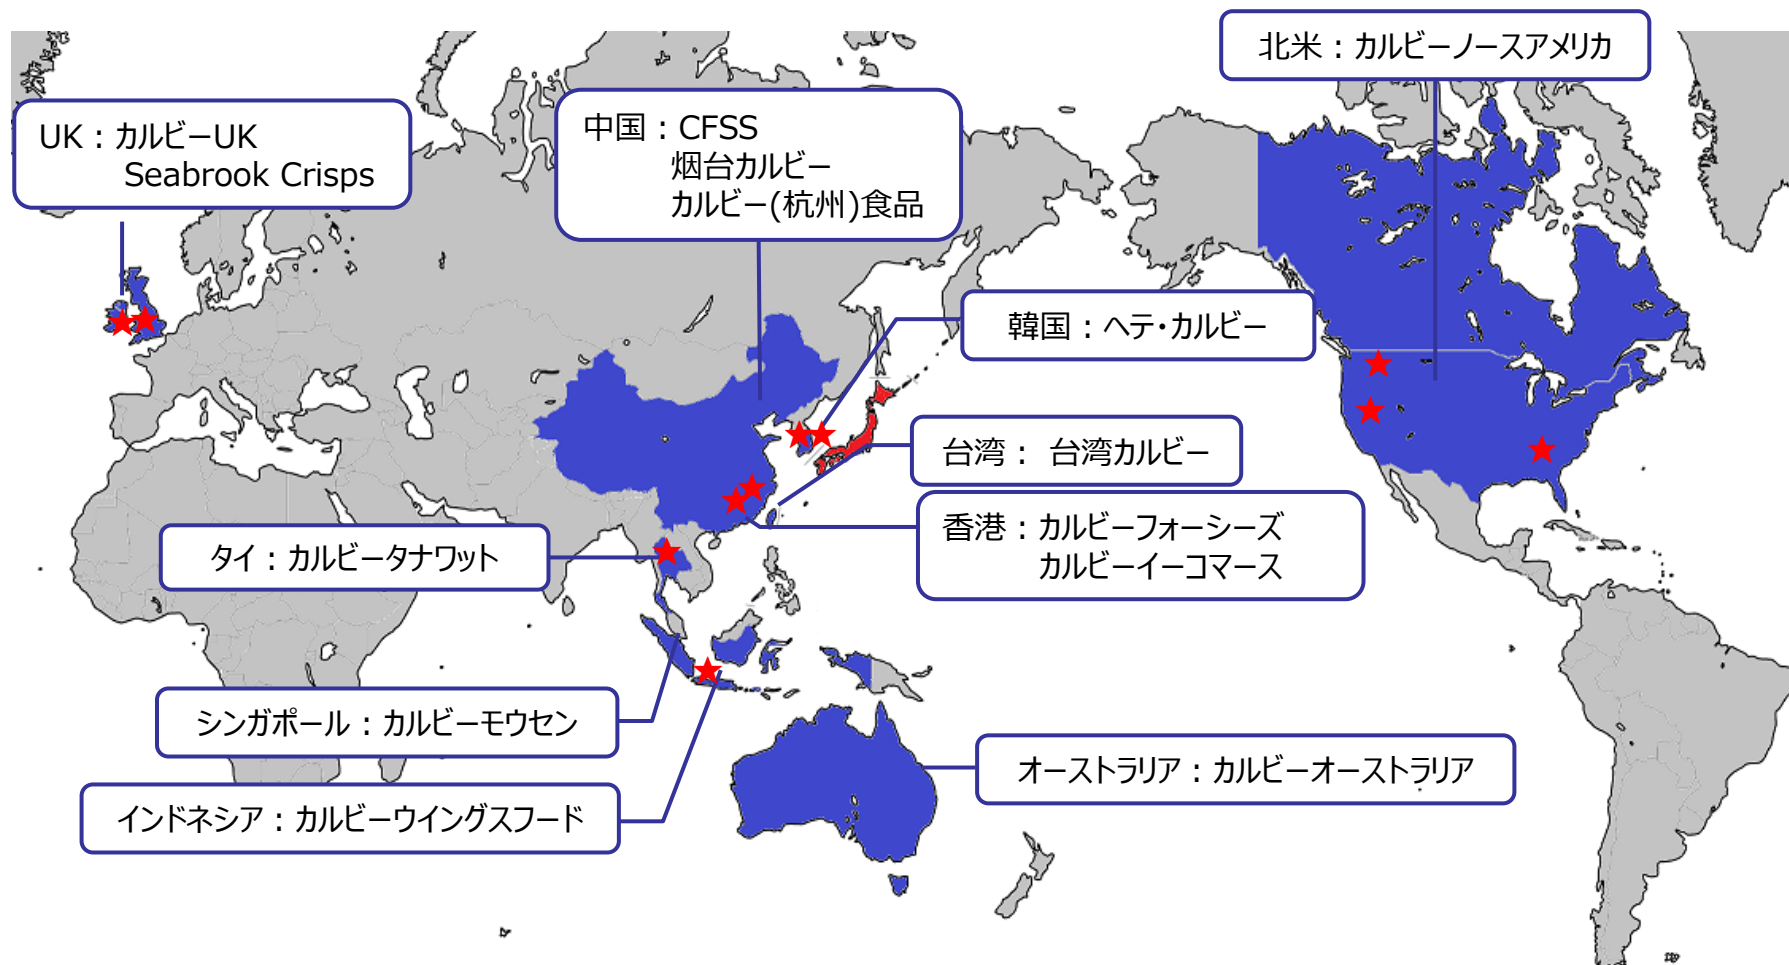 北米：カルビーノースアメリカ
UK：カルビーUK
Seabrook Crisps
中国：CFSS
烟台カルビー
カルビー(杭州)食品
韓国：ヘテ・カルビー
台湾： 台湾カルビー
香港：カルビーフォーシーズ
カルビーイーコマース
タイ：カルビータナワット
シンガポール：カルビーモウセン
オーストラリア：カルビーオーストラリア
インドネシア：カルビーウイングスフード